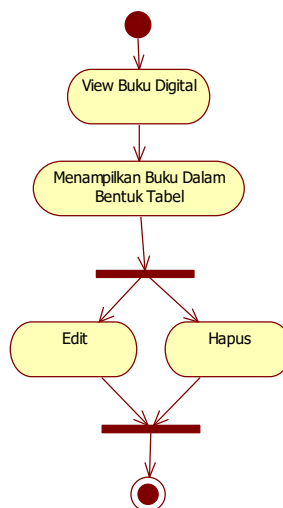 View Buku Digital
Menampilkan Buku Dalam
Bentuk Tabel
Edit
Hapus